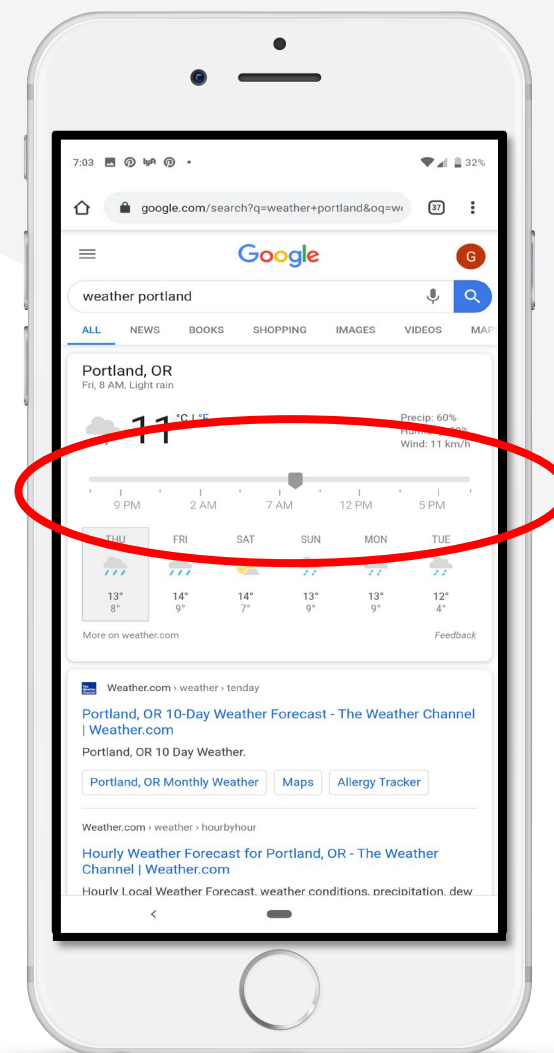 7:03 32%
google.com/search?q=weather+portland&oq=w 37
Google G
weather portland
ALL NEWS BOOKS SHOPPING IMAGES VIDEOS MAP
Portland, OR
Fri, 8 AM, Light rain
11 °C | °F
Precip: 60%
Wind: 11 km/h
9 PM 2 AM 7 AM 12 PM 5 PM
THU FRI SAT SUN MON TUE
13° 14° 14° 13° 13° 12°
8° 9° 7° 9° 9° 4°
More on weather.com Feedback
Weather.com › weather › tenday
Portland, OR 10-Day Weather Forecast - The Weather Channel
| Weather.com
Portland, OR 10 Day Weather.
Portland, OR Monthly Weather Maps Allergy Tracker
Weather.com › weather › hourbyhour
Hourly Weather Forecast for Portland, OR - The Weather
Channel | Weather.com
Hourly Local Weather Forecast, weather conditions, precipitation, dew